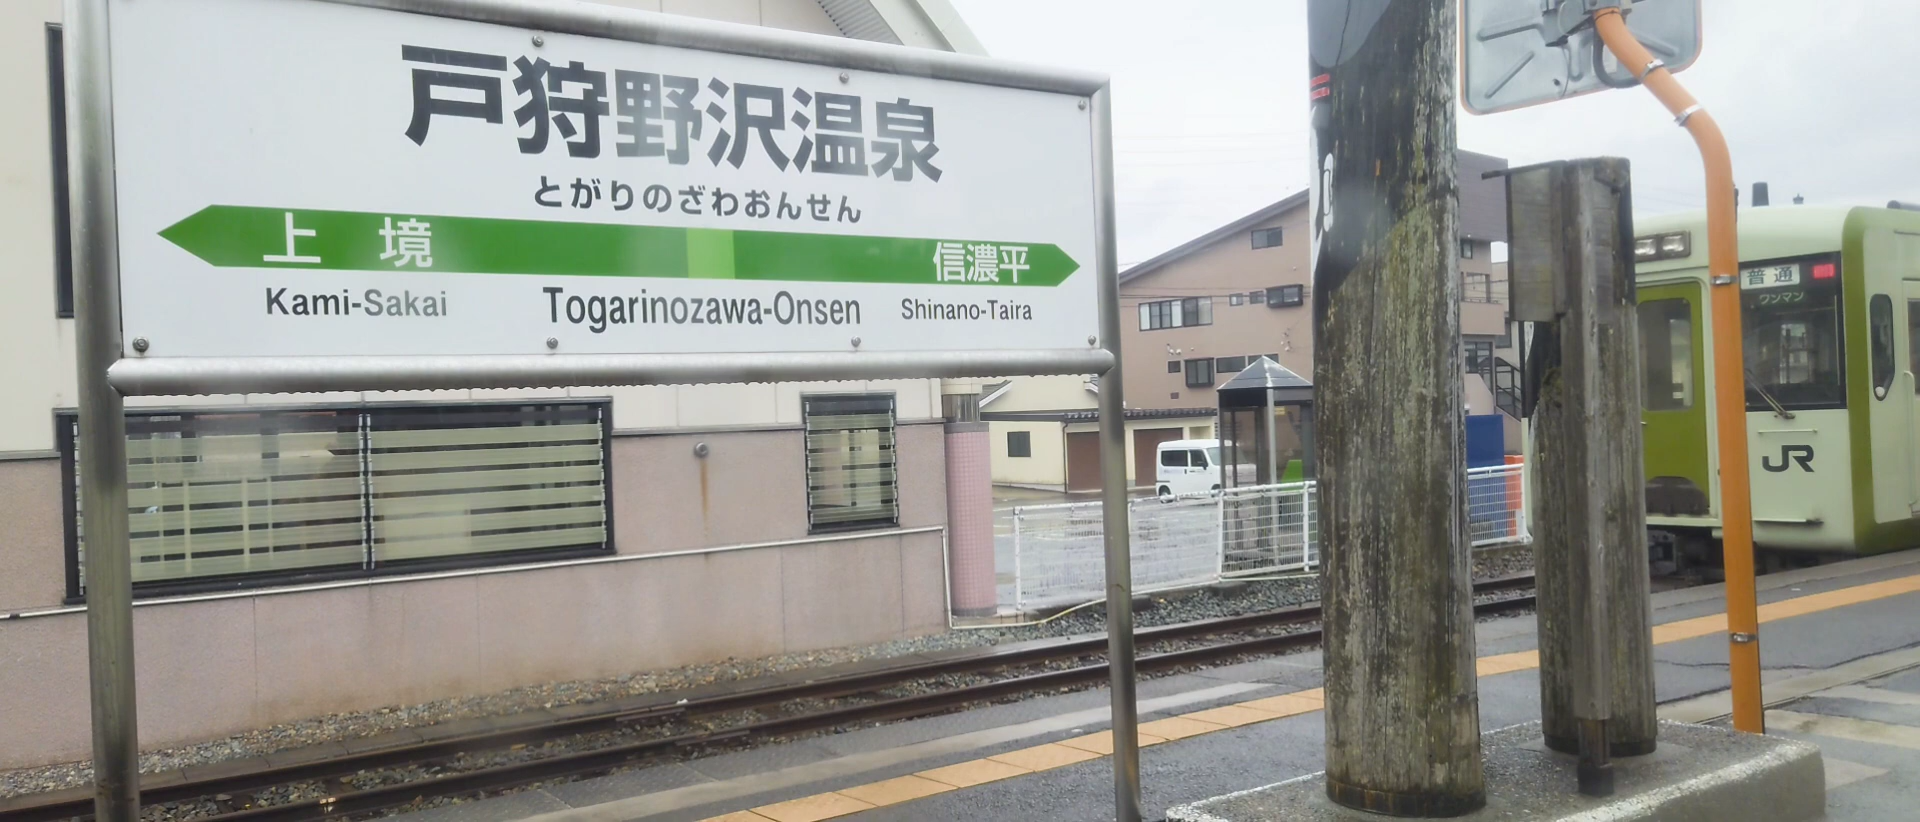 戸狩野沢温泉
とがりのざわおんせん
上境
信濃平
Kami-Sakai
Togarinozawa-Onsen
Shinano-Taira
普通
ワンマン
JR